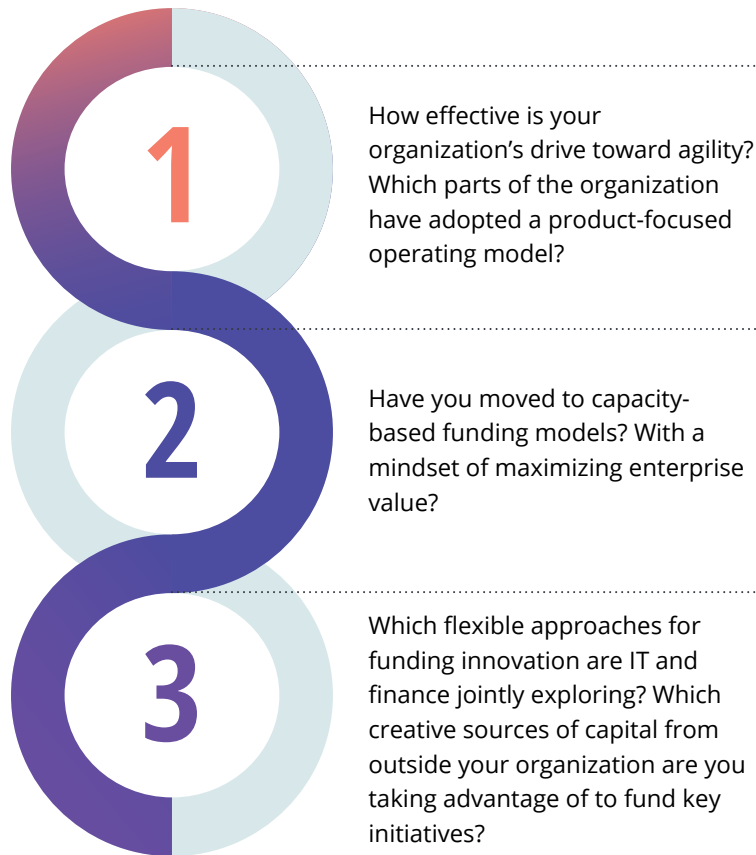 1
How effective is your
organization’s drive toward agility?
Which parts of the organization
have adopted a product-focused
operating model?
2
Have you moved to capacity-
based funding models? With a
mindset of maximizing enterprise
value?
3
Which flexible approaches for
funding innovation are IT and
finance jointly exploring? Which
creative sources of capital from
outside your organization are you
taking advantage of to fund key
initiatives?